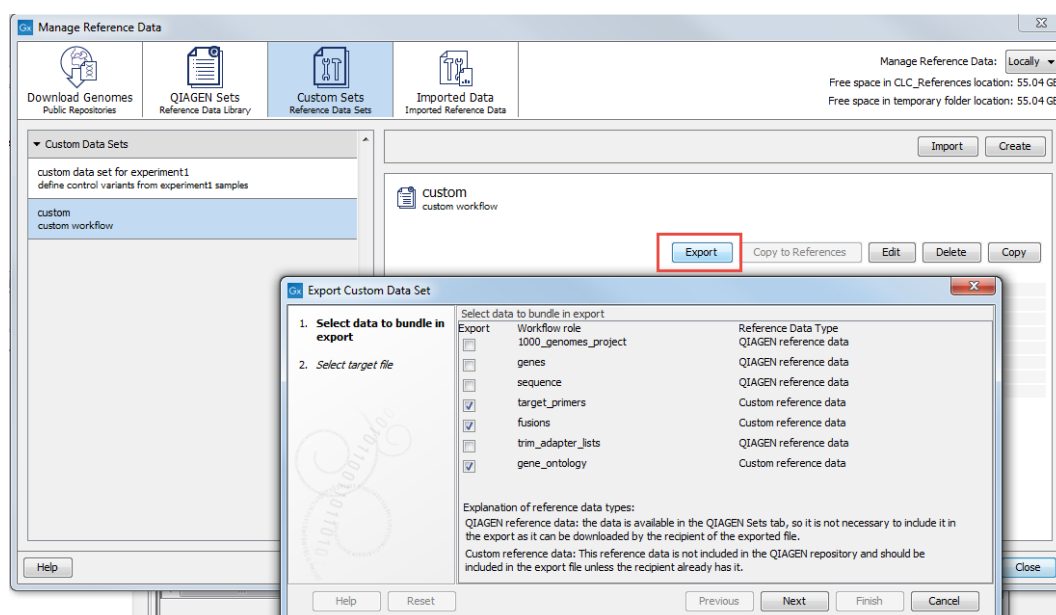 Gx Manage Reference Data
Download Genomes
Public Repositories
QIAGEN Sets
Reference Data Library
Custom Sets
Reference Data Sets
Imported Data
Imported Reference Data
Manage Reference Data: Locally
Free space in CLC_References location: 55.04 GB
Free space in temporary folder location: 55.04 GB
Custom Data Sets
custom data set for experiment1
define control variants from experiment1 samples
custom
custom workflow
Import Create
custom
custom workflow
Export Copy to References Edit Delete Copy
Gx Export Custom Data Set
1. Select data to bundle in
export
2. Select target file
Select data to bundle in export
Export Workflow role Reference Data Type
1000_genomes_project QIAGEN reference data
genes QIAGEN reference data
sequence QIAGEN reference data
target_primers Custom reference data
fusions Custom reference data
trim_adapter_lists QIAGEN reference data
gene_ontology Custom reference data
Explanation of reference data types:
QIAGEN reference data: the data is available in the QIAGEN Sets tab, so it is not necessary to include it in
the export as it can be downloaded by the recipient of the exported file.
Custom reference data: This reference data is not included in the QIAGEN repository and should be
included in the export file unless the recipient already has it.
Help Close
Help Reset Previous Next Finish Cancel